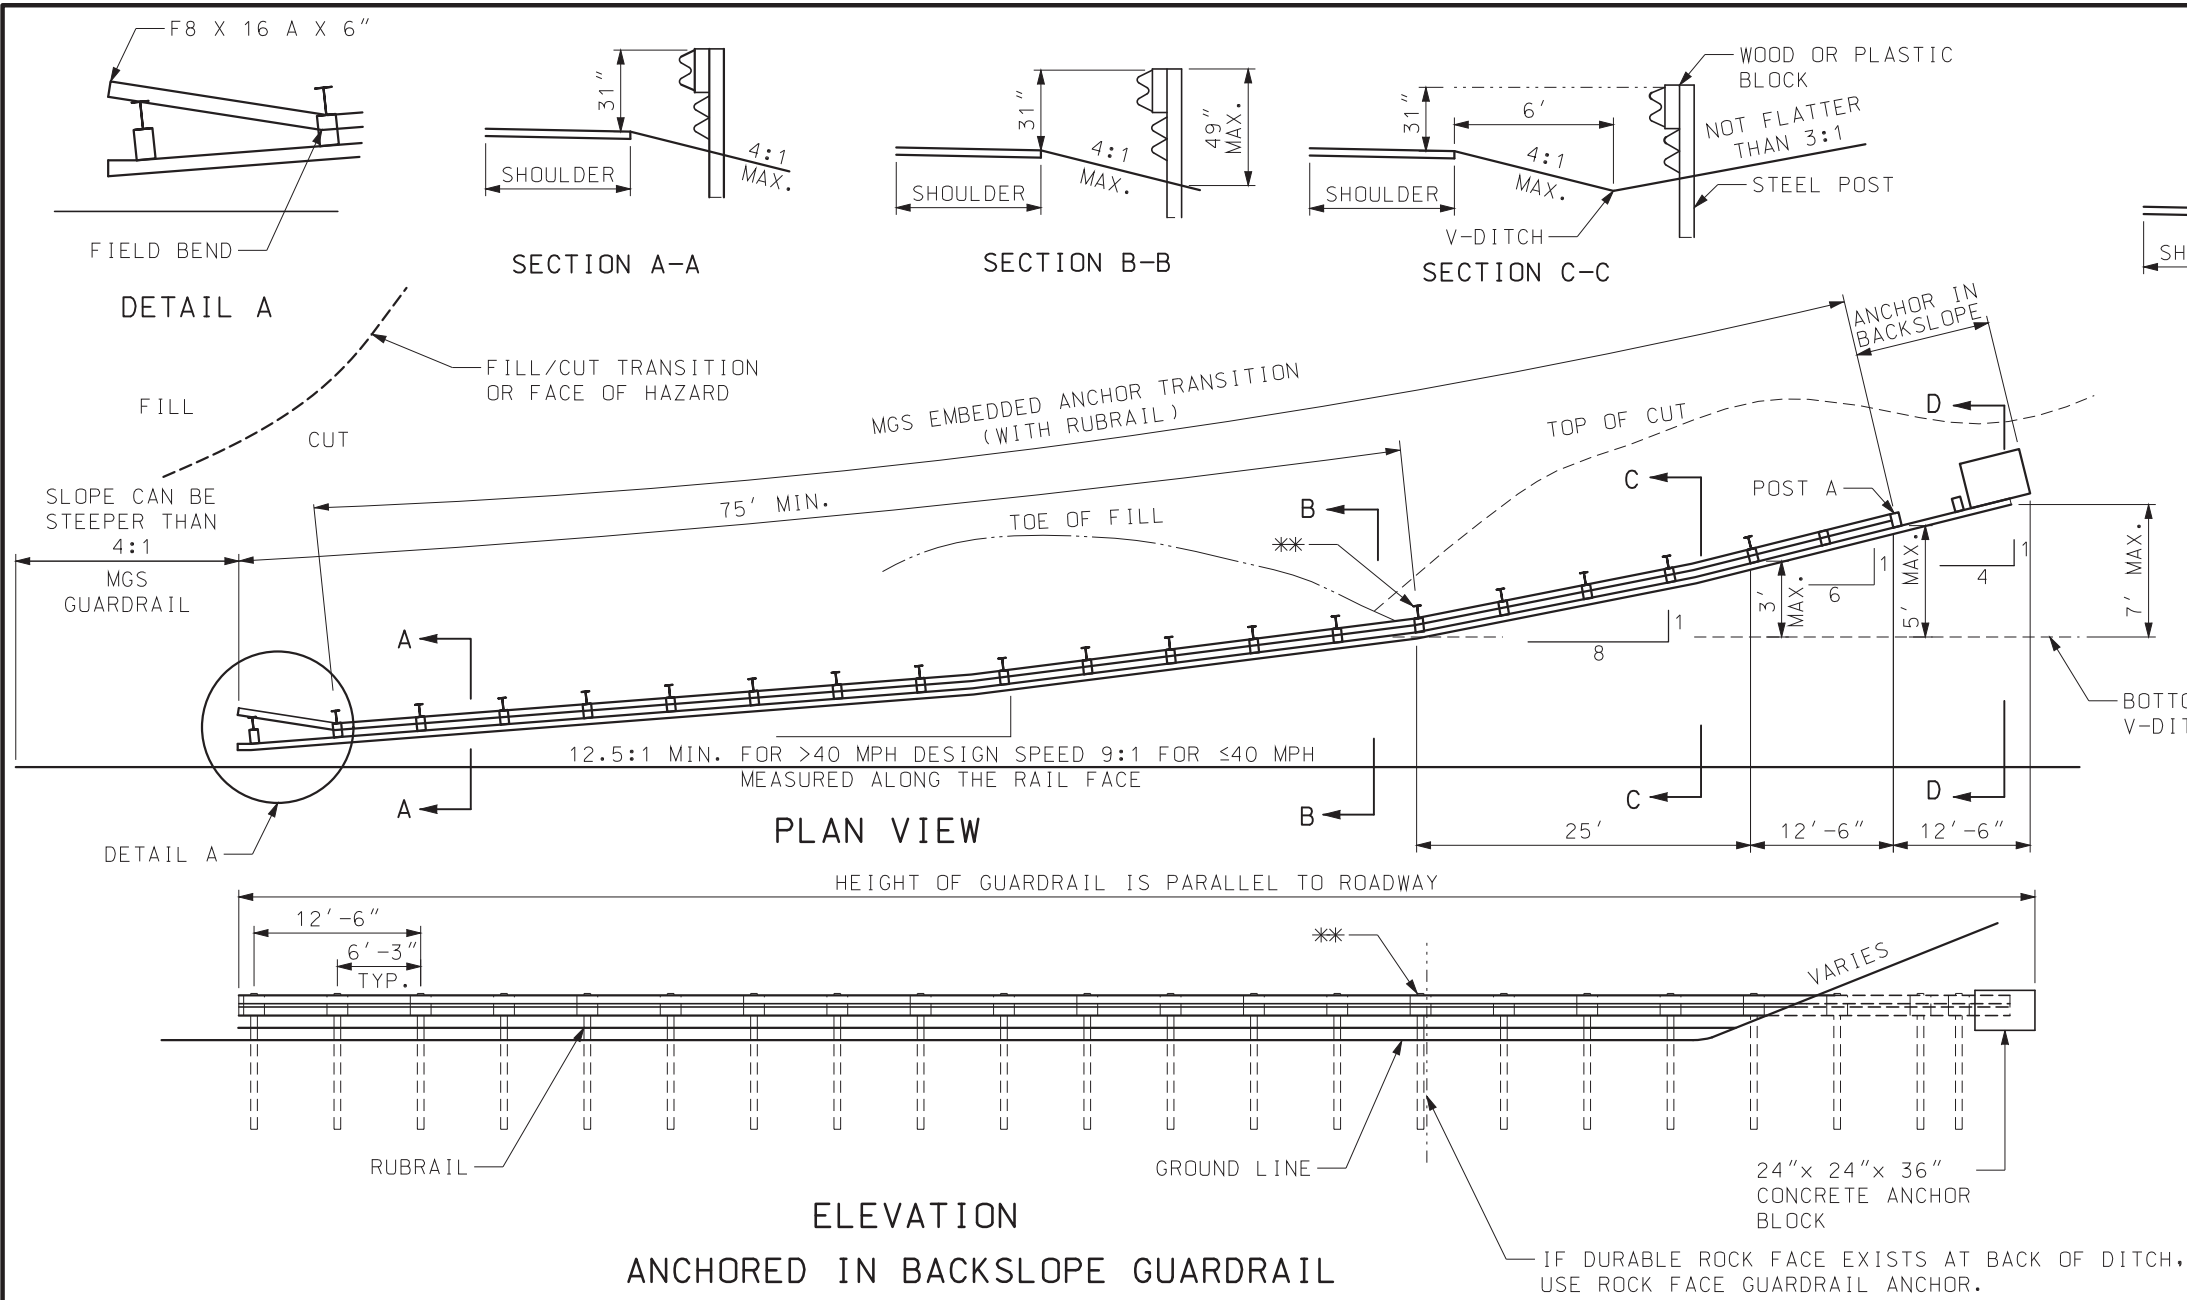 F8 X 16 A X 6"
FIELD BEND
DETAIL A
31"
SHOULDER
4:1
MAX.
SECTION A-A
31"
SHOULDER
4:1
MAX.
49"
MAX.
SECTION B-B
31"
6'
SHOULDER
4:1
MAX.
WOOD OR PLASTIC
BLOCK
NOT FLATTER
THAN 3:1
STEEL POST
V-DITCH
SECTION C-C
SH
FILL/CUT TRANSITION
OR FACE OF HAZARD
FILL
CUT
SLOPE CAN BE
STEEPER THAN
4:1
MGS
GUARDRAIL
MGS EMBEDDED ANCHOR TRANSITION
(WITH RUBRAIL)
75' MIN.
ANCHOR IN
BACKSLOPE
TOP OF CUT
TOE OF FILL
POST A
**
A
B
C
D
1
8
3'
MAX.
1
6
5' MAX.
1
4
7' MAX.
BOTTO
V-DIT
12.5:1 MIN. FOR >40 MPH DESIGN SPEED 9:1 FOR ≤40 MPH
MEASURED ALONG THE RAIL FACE
A
B
C
D
DETAIL A
PLAN VIEW
25'
12'-6"
12'-6"
HEIGHT OF GUARDRAIL IS PARALLEL TO ROADWAY
12'-6"
6'-3"
TYP.
**
VARIES
RUBRAIL
GROUND LINE
24"x 24"x 36"
CONCRETE ANCHOR
BLOCK
ELEVATION
ANCHORED IN BACKSLOPE GUARDRAIL
IF DURABLE ROCK FACE EXISTS AT BACK OF DITCH,
USE ROCK FACE GUARDRAIL ANCHOR.